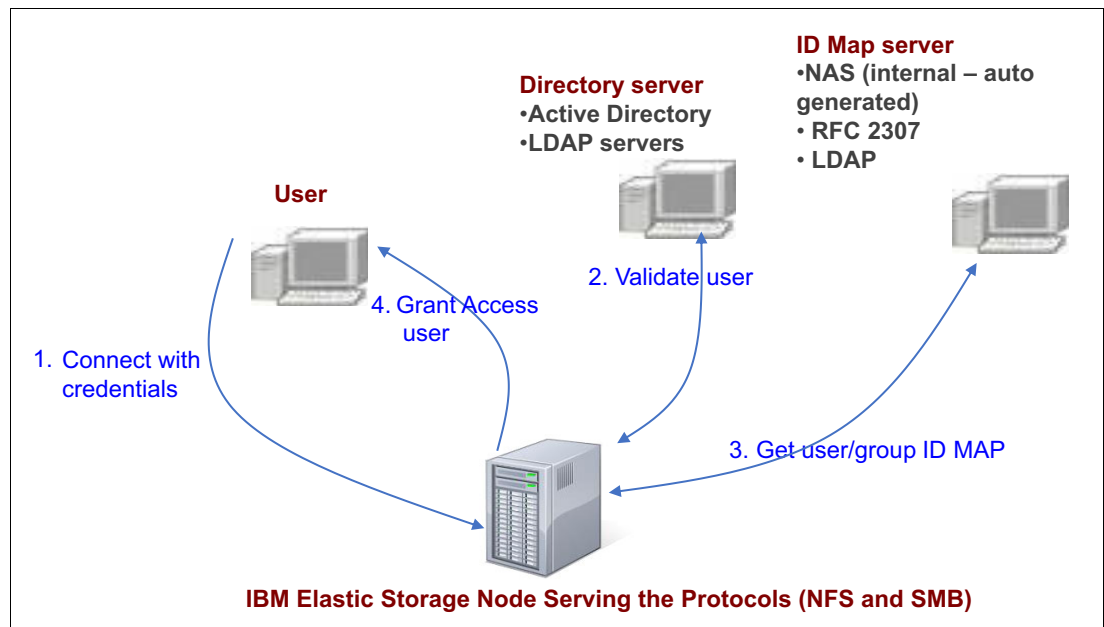 ID Map server
•NAS (internal – auto
generated)
• RFC 2307
• LDAP
Directory server
•Active Directory
•LDAP servers
User
2. Validate user
4. Grant Access
user
1. Connect with
credentials
3. Get user/group ID MAP
IBM Elastic Storage Node Serving the Protocols (NFS and SMB)